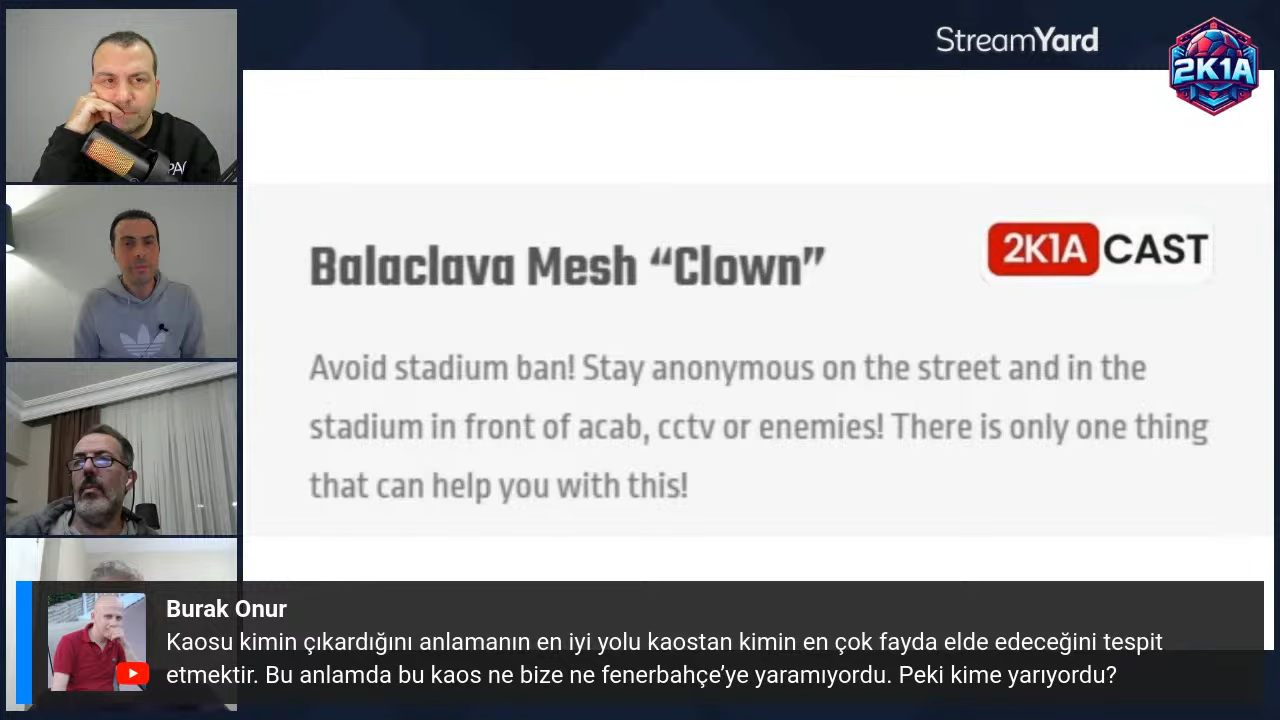 StreamYard
2K1A
2K1A CAST
Balaclava Mesh “Clown”
Avoid stadium ban! Stay anonymous on the street and in the
stadium in front of acab, cctv or enemies! There is only one thing
that can help you with this!
Burak Onur
Kaosu kimin çıkardığını anlamanın en iyi yolu kaostan kimin en çok fayda elde edeceğini tespit
etmektir. Bu anlamda bu kaos ne bize ne fenerbahçe’ye yaramıyordu. Peki kime yarıyordu?